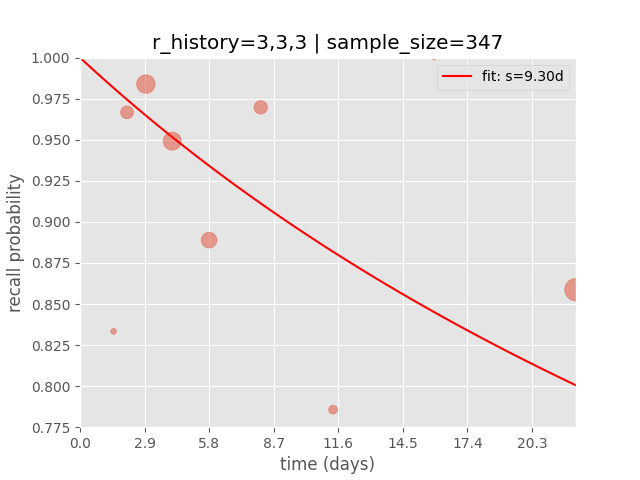 r_history=3,3,3 | sample_size=347
fit: s=9.30d
1.000
0.975
0.950
0.925
0.900
0.875
0.850
0.825
0.800
0.775
recall probability
0.0 2.9 5.8 8.7 11.6 14.5 17.4 20.3
time (days)